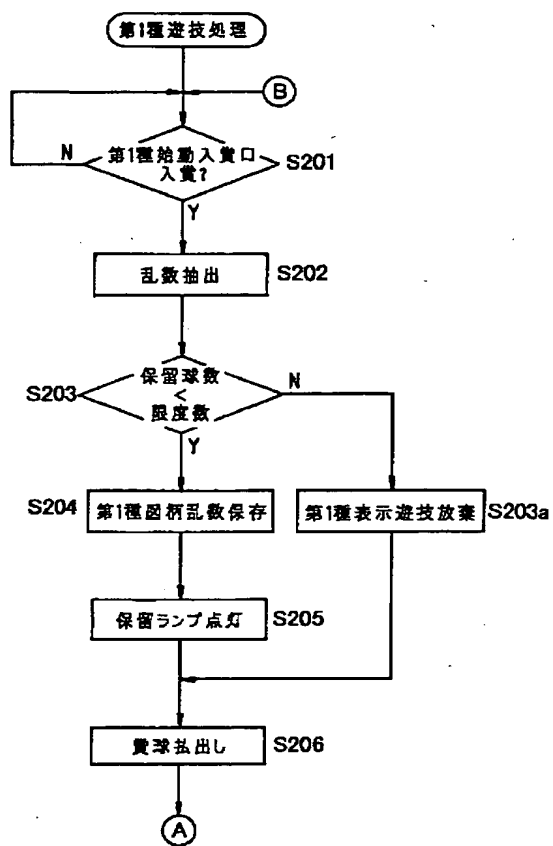 第1種遊技処理
B
N
第1種始動入賞口
入賞?
S201
Y
乱数抽出
S202
S203
保留球数
<
限度数
N
Y
S204
第1種図柄乱数保存
第1種表示遊技放棄
S203a
保留ランプ点灯
S205
賞球払出し
S206
A